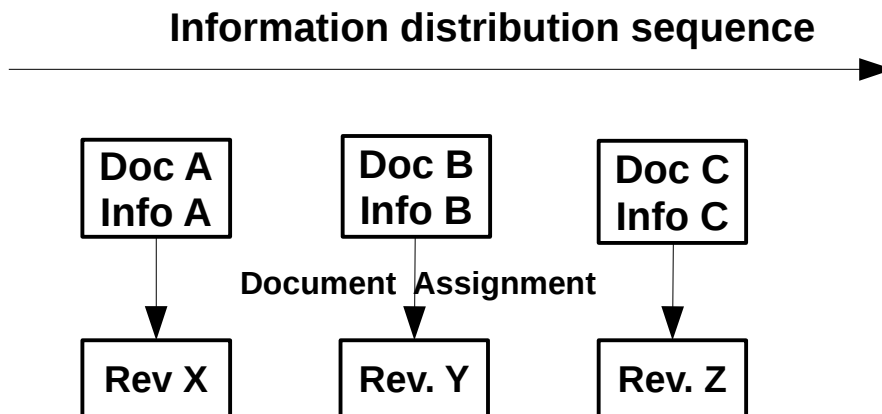 Information distribution sequence
Doc A
Info A
Doc B
Info B
Doc C
Info C
Document Assignment
Rev X
Rev. Y
Rev. Z